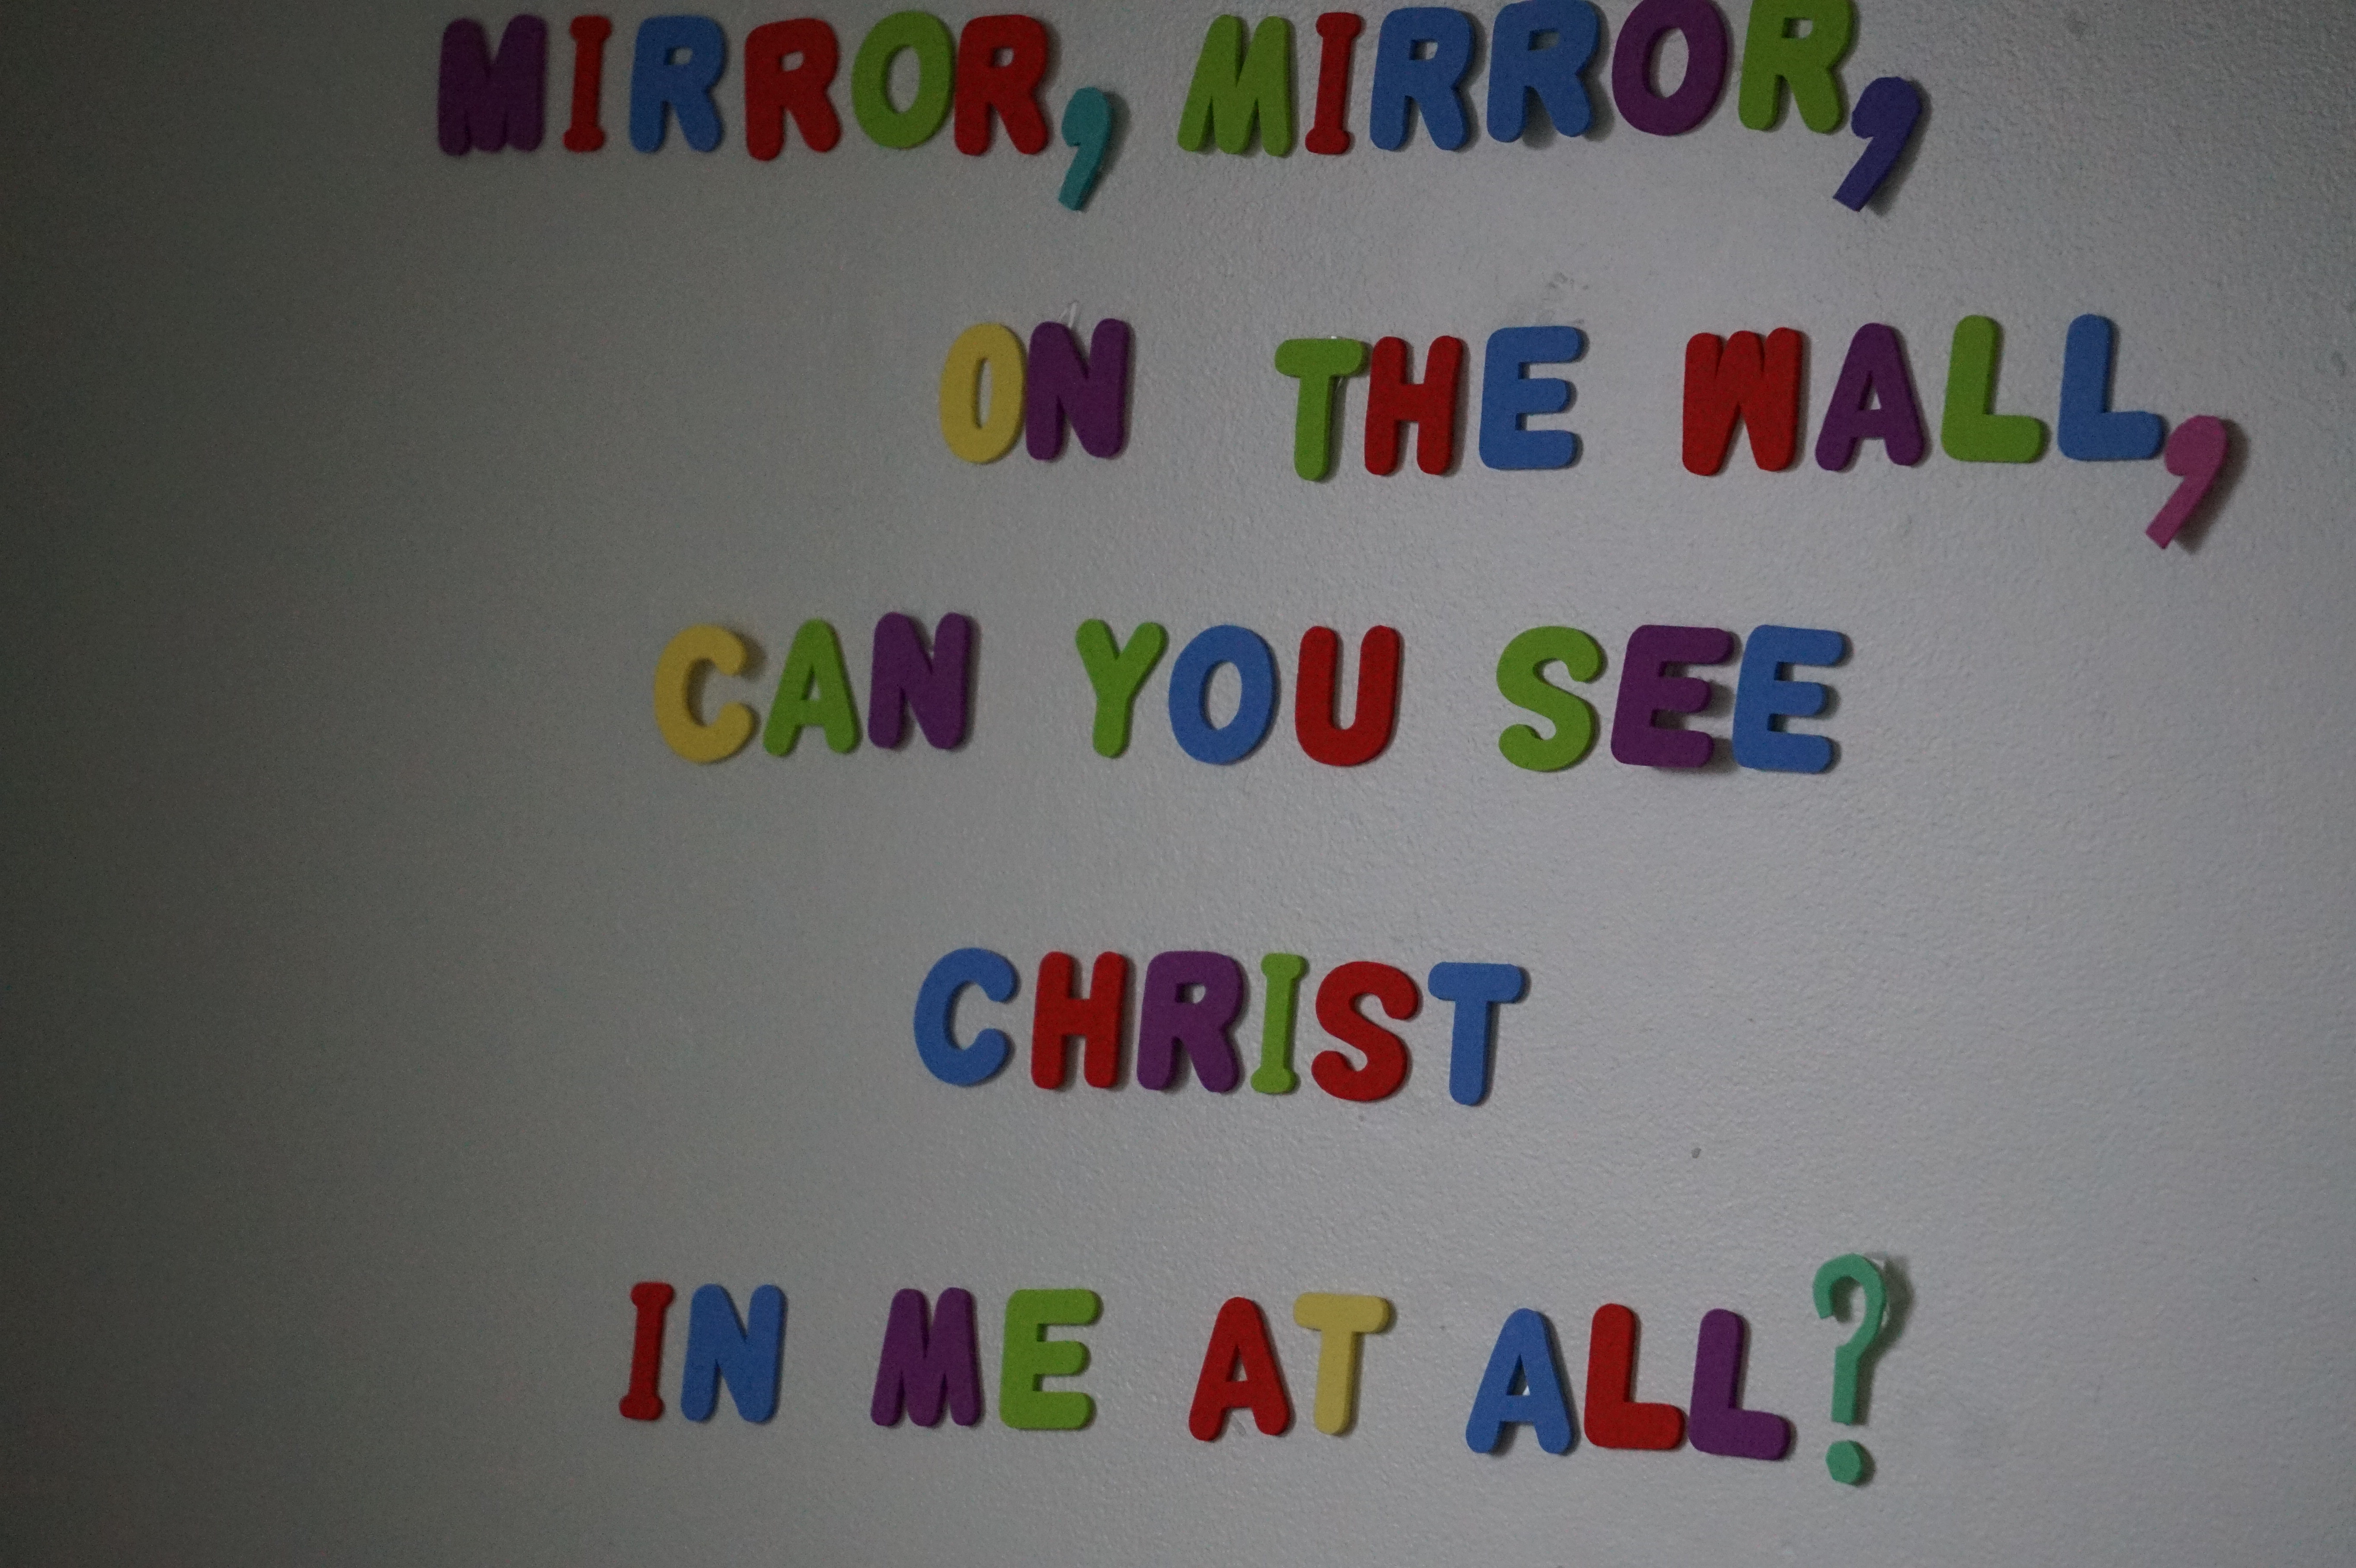 MIRROR, MIRROR,
ON THE WALL,
CAN YOU SEE
CHRIST
IN ME AT ALL?